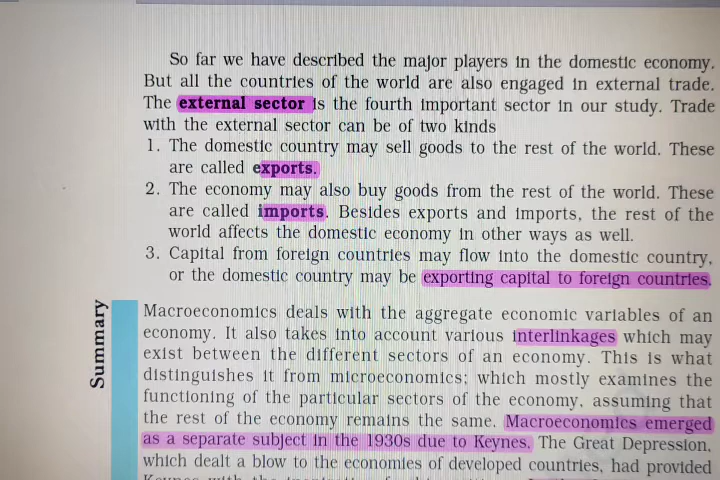 So far we have described the major players in the domestic economy.
But all the countries of the world are also engaged in external trade.
The external sector is the fourth important sector in our study. Trade
with the external sector can be of two kinds
1. The domestic country may sell goods to the rest of the world. These
are called exports.
2. The economy may also buy goods from the rest of the world. These
are called imports. Besides exports and imports, the rest of the
world affects the domestic economy in other ways as well.
3. Capital from foreign countries may flow into the domestic country,
or the domestic country may be exporting capital to foreign countries.
Summary
Macroeconomics deals with the aggregate economic variables of an
economy. It also takes into account various interlinkages which may
exist between the different sectors of an economy. This is what
distinguishes it from microeconomics; which mostly examines the
functioning of the particular sectors of the economy, assuming that
the rest of the economy remains the same. Macroeconomics emerged
as a separate subject in the 1930s due to Keynes. The Great Depression,
which dealt a blow to the economies of developed countries, had provided